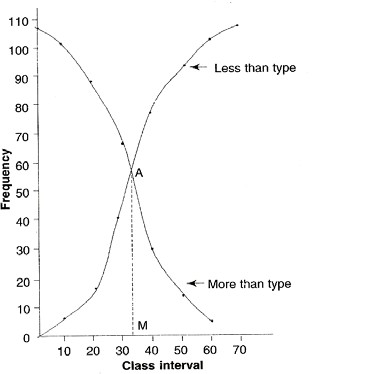 110
100
90
80
70
60
50
40
30
20
10
0
Frequency
Less than type
A
More than type
M
10 20 30 40 50 60 70
Class interval